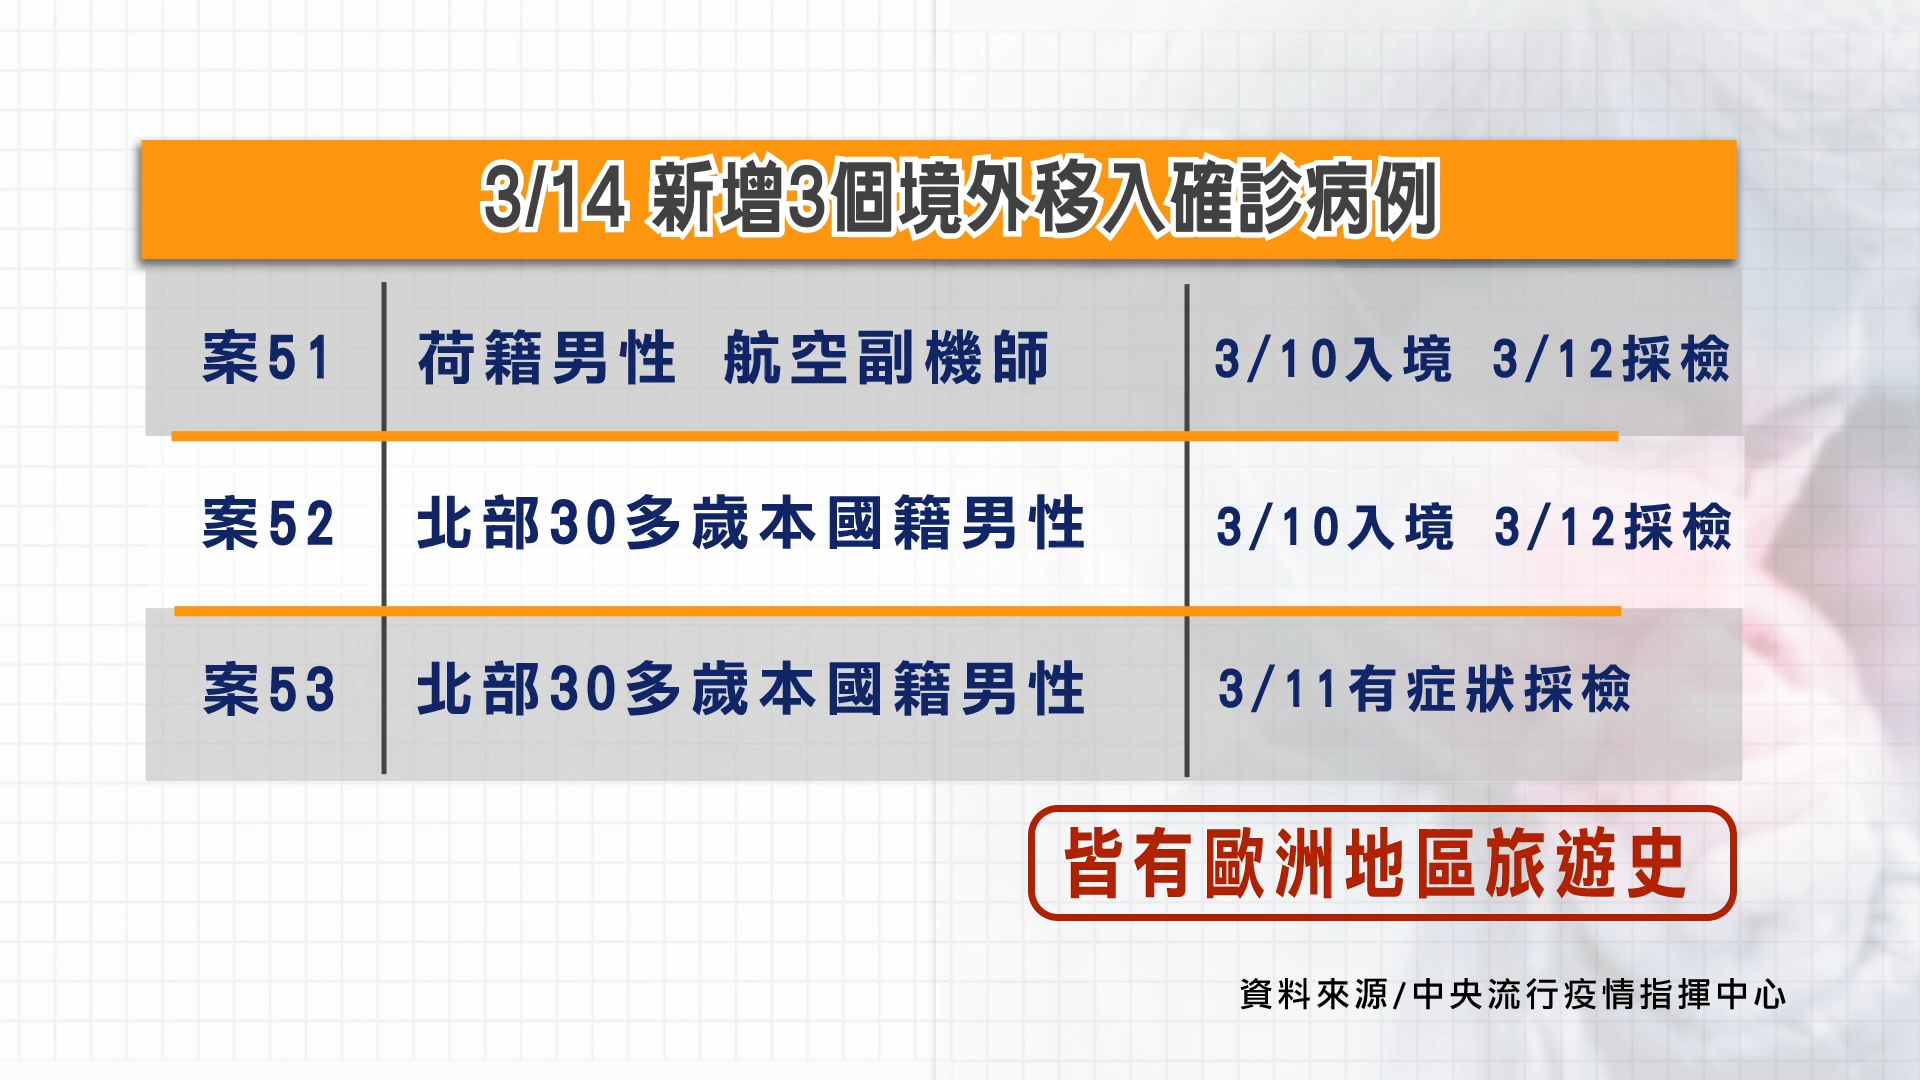 3/14 新增3個境外移入確診病例
案51 荷籍男性 航空副機師 3/10入境 3/12採檢
案52 北部30多歲本國籍男性 3/10入境 3/12採檢
案53 北部30多歲本國籍男性 3/11有症狀採檢
皆有歐洲地區旅遊史
資料來源/中央流行疫情指揮中心